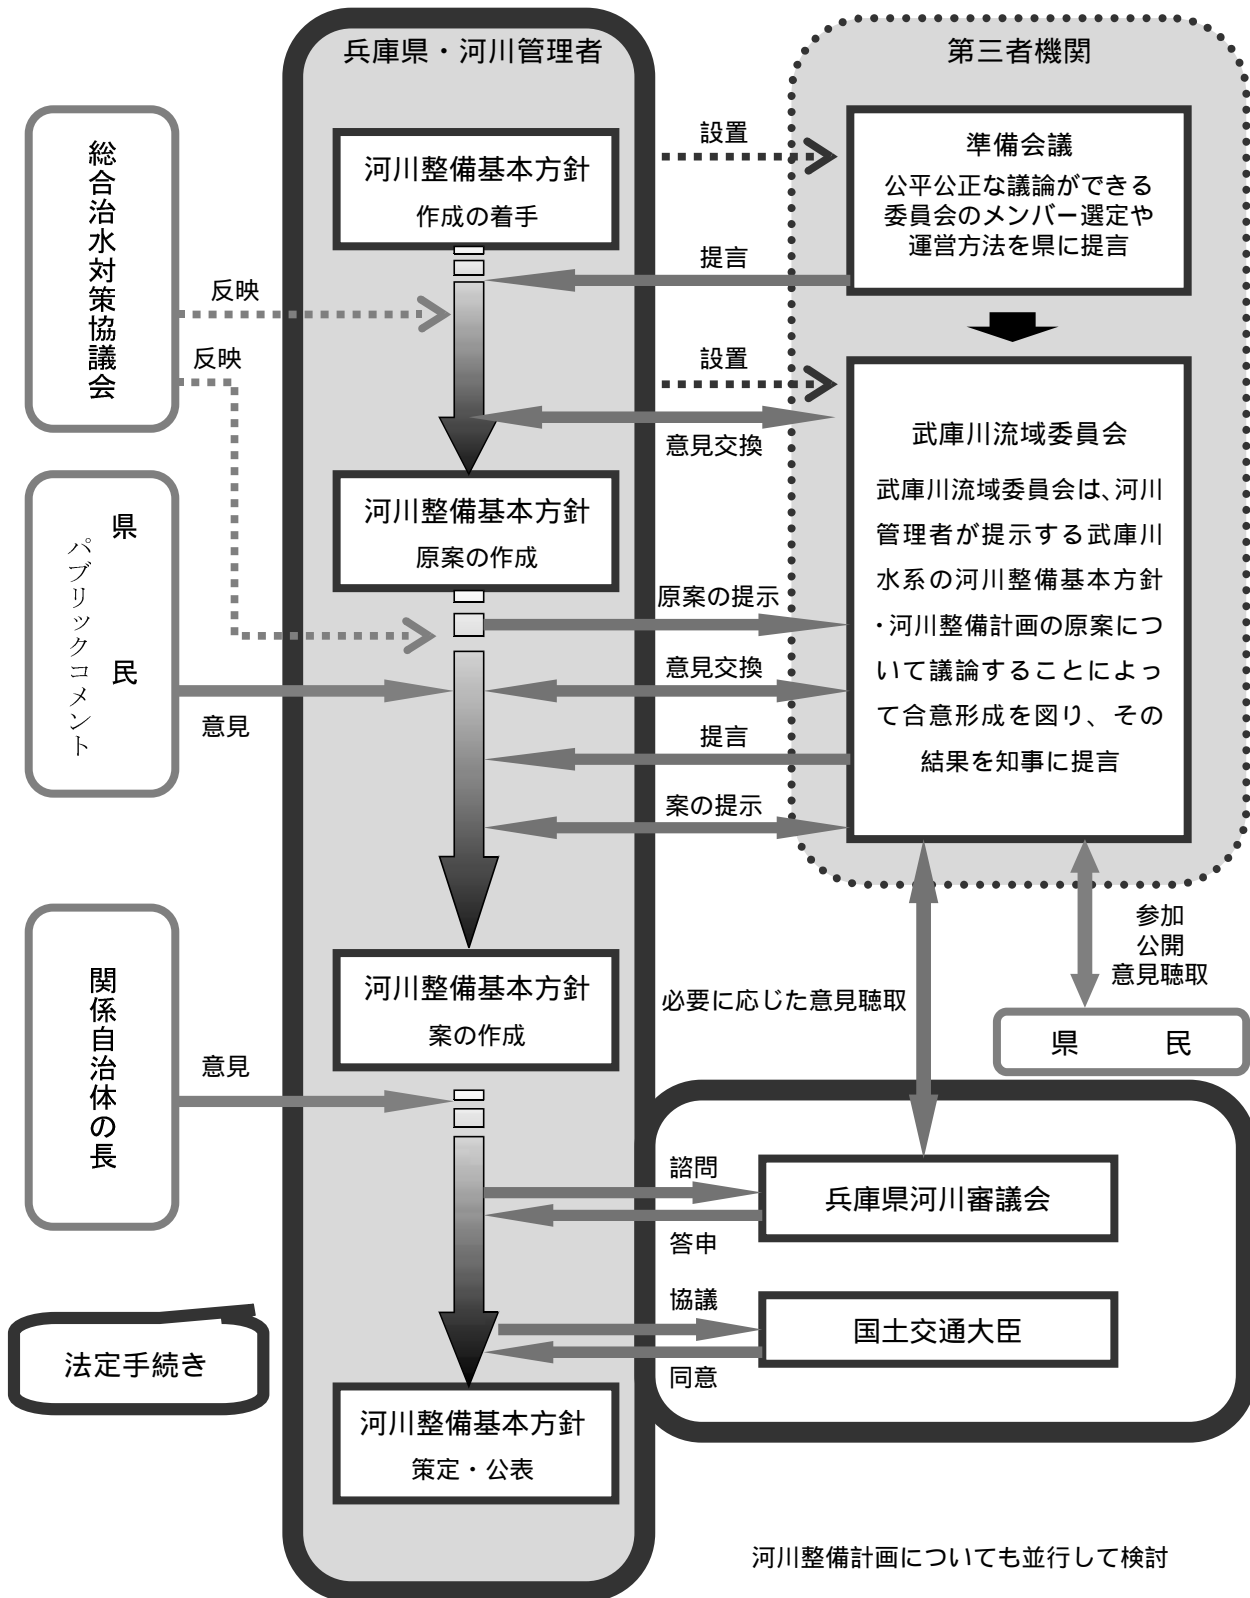 兵庫県・河川管理者
第三者機関
総合治水対策協議会
河川整備基本方針
作成の着手
設置
準備会議
公平公正な議論ができる
委員会のメンバー選定や
運営方法を県に提言
提言
反映
反映
設置
意見交換
武庫川流域委員会
武庫川流域委員会は、河川
管理者が提示する武庫川
水系の河川整備基本方針
・河川整備計画の原案につ
いて議論することによっ
て合意形成を図り、その
結果を知事に提言
県 民
パブリックコメント
河川整備基本方針
原案の作成
原案の提示
意見交換
意見
提言
案の提示
参加
公開
意見聴取
必要に応じた意見聴取
県 民
関係自治体の長
意見
河川整備基本方針
案の作成
諮問
兵庫県河川審議会
答申
協議
国土交通大臣
同意
法定手続き
河川整備基本方針
策定・公表
河川整備計画についても並行して検討